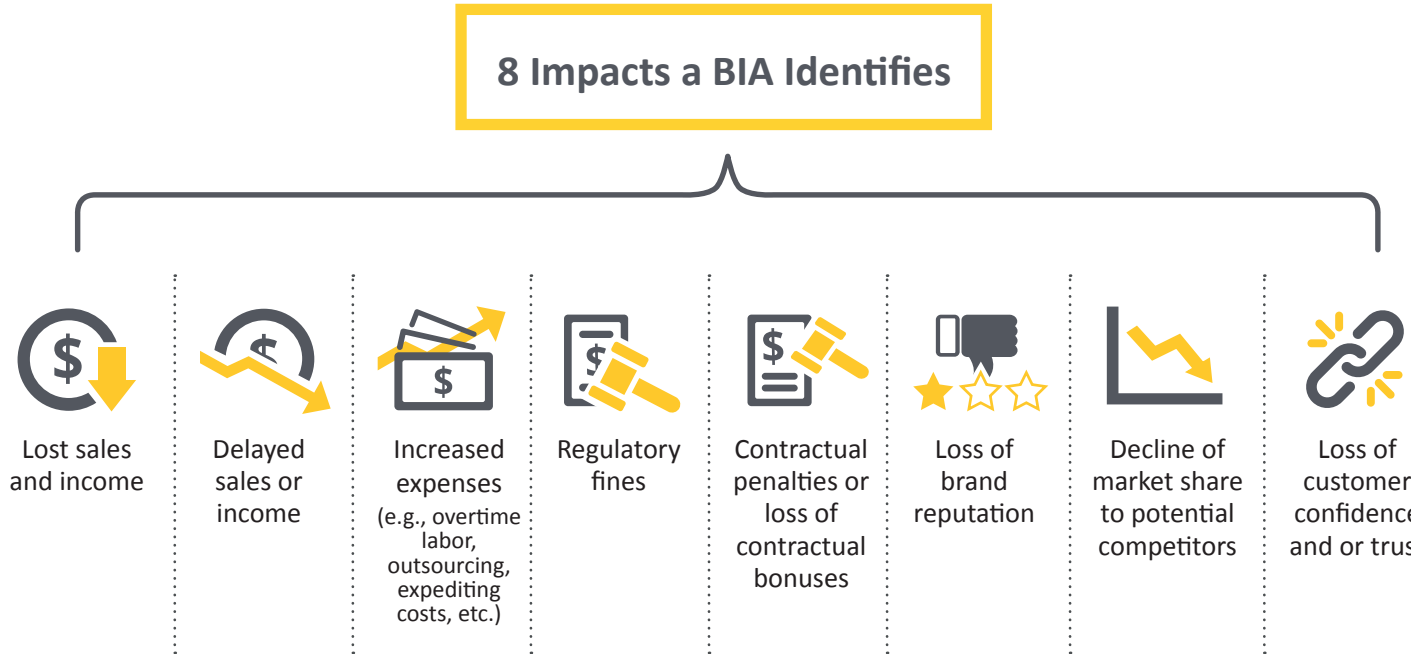 8 Impacts a BIA Identifies
$
$
$
$
$
Lost sales
and income
Delayed
sales or
income
Increased
expenses
(e.g., overtime
labor,
outsourcing,
expediting
costs, etc.)
Regulatory
fines
Contractual
penalties or
loss of
contractual
bonuses
Loss of
brand
reputation
Decline of
market share
to potential
competitors
Loss of
customer
confidence
and or trus